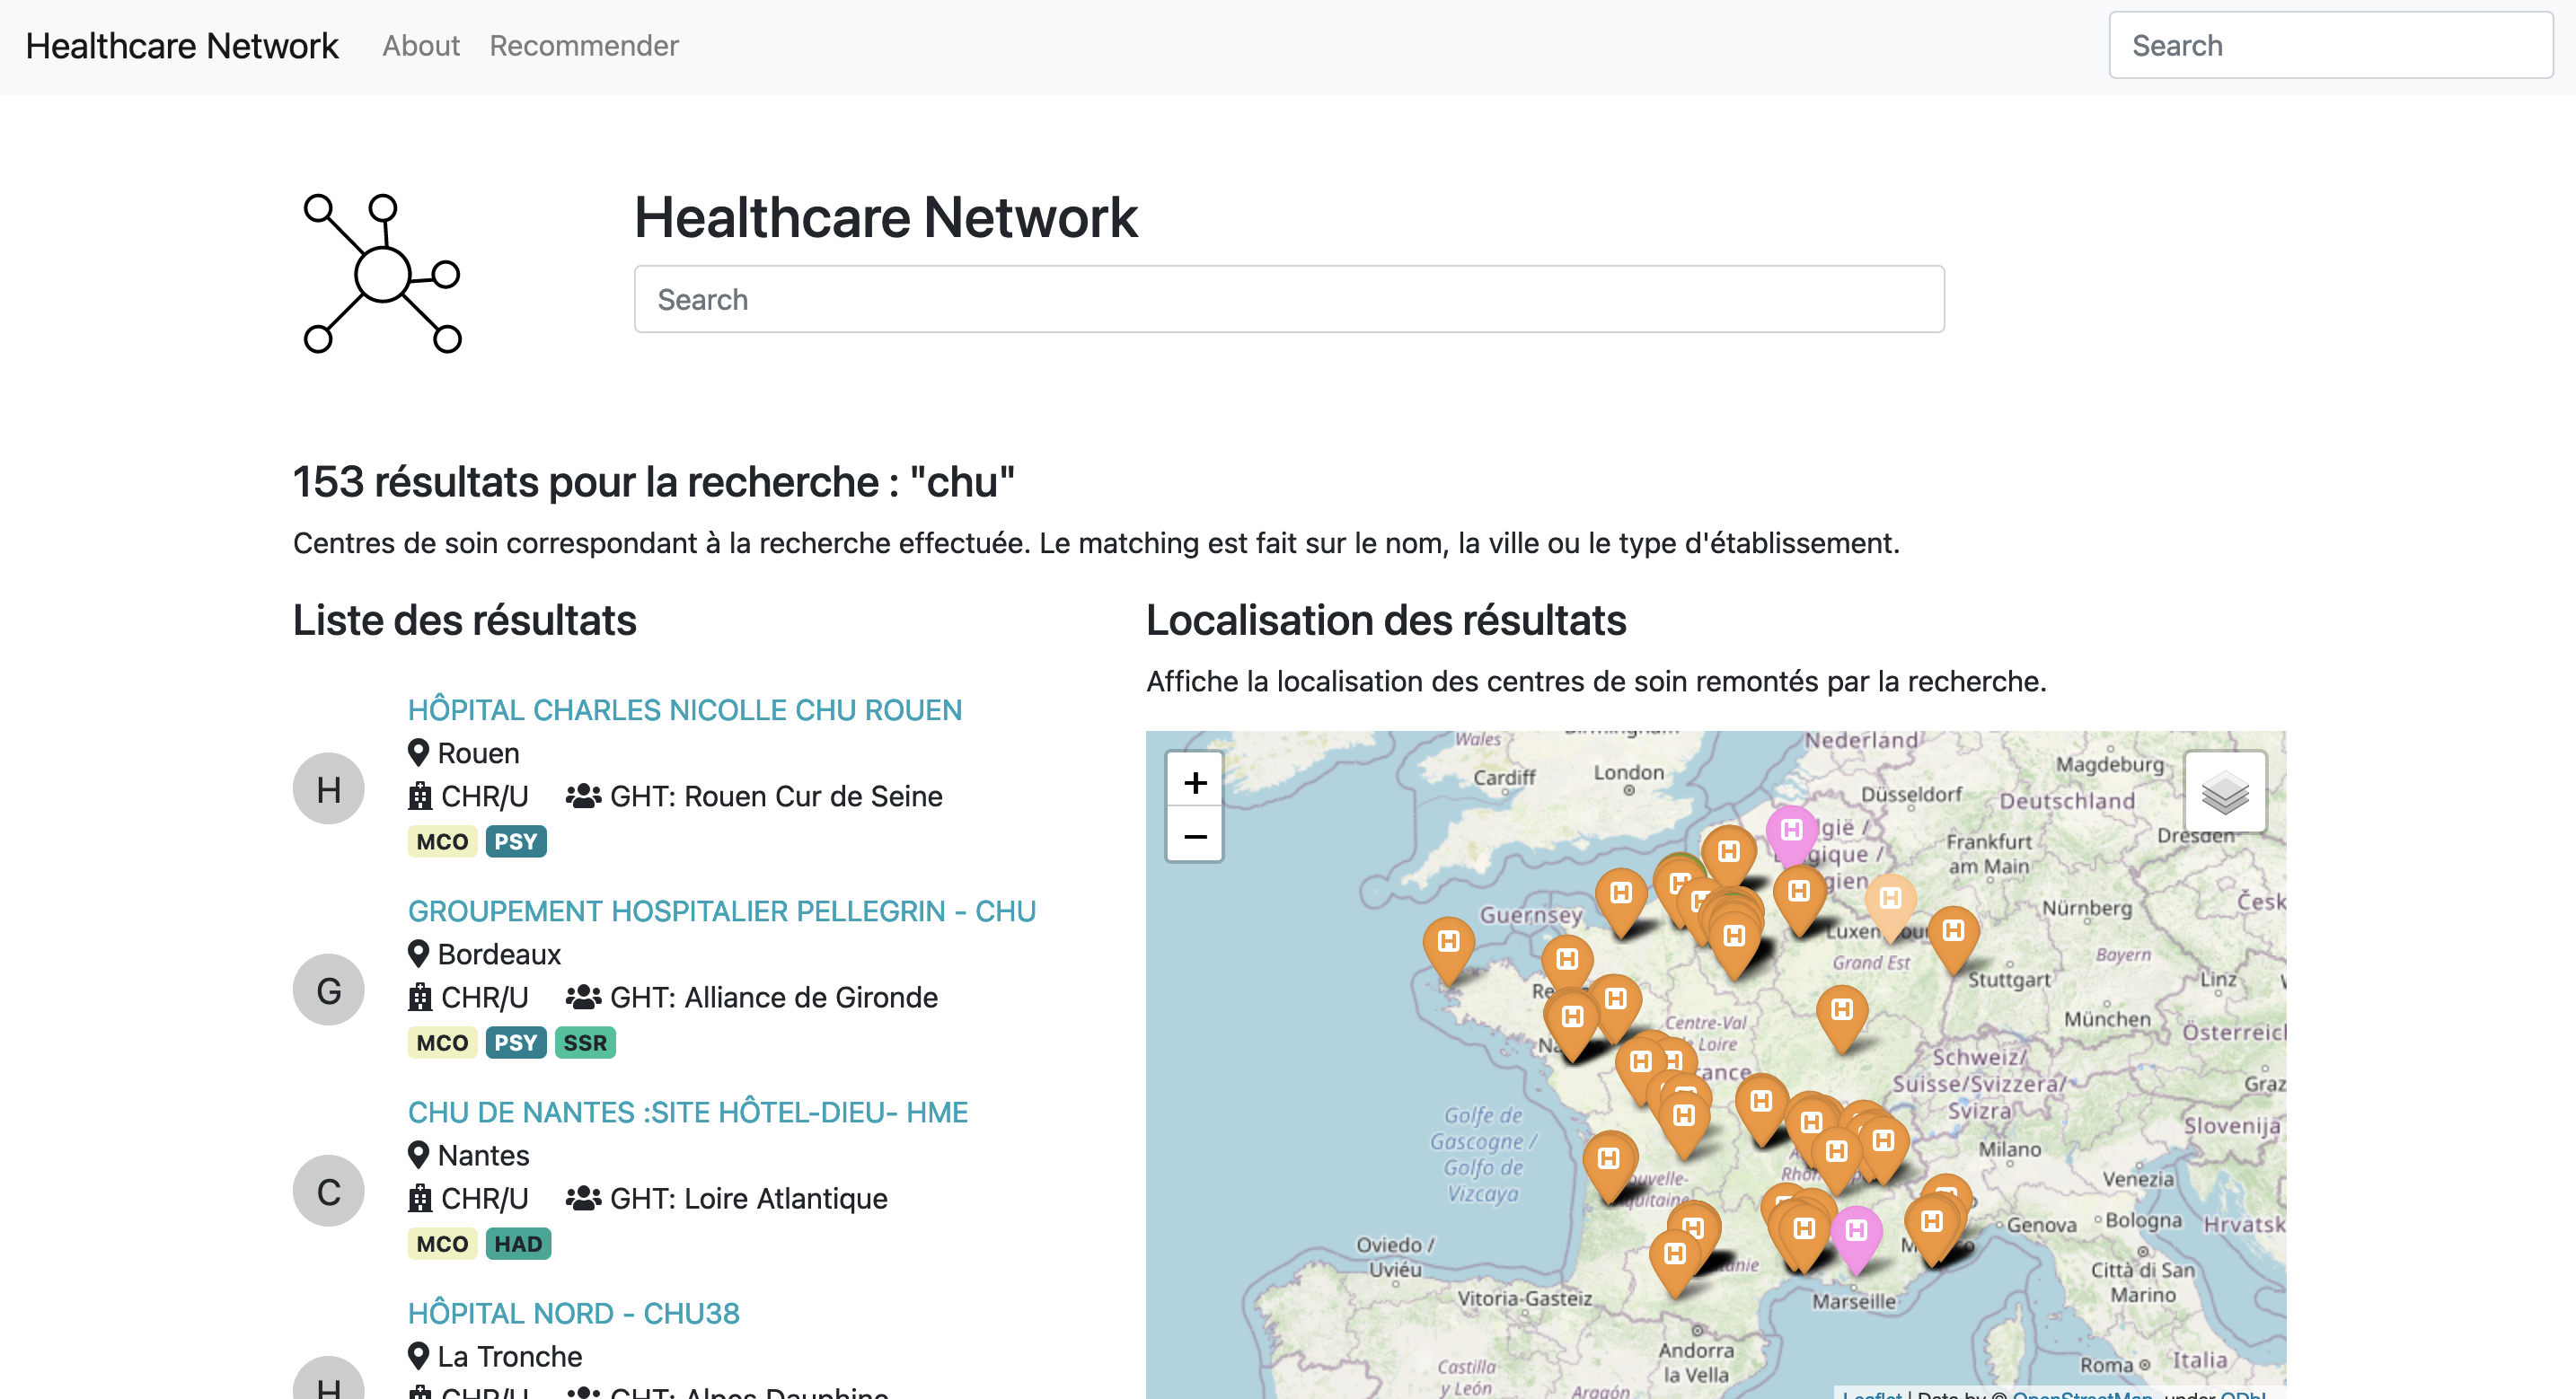 Healthcare Network About Recommender Search
Healthcare Network
Search
153 résultats pour la recherche : "chu"
Centres de soin correspondant à la recherche effectuée. Le matching est fait sur le nom, la ville ou le type d'établissement.
Liste des résultats
H
HÔPITAL CHARLES NICOLLE CHU ROUEN
Rouen
CHR/U GHT: Rouen Cur de Seine
MCO PSY
G
GROUPEMENT HOSPITALIER PELLEGRIN - CHU
Bordeaux
CHR/U GHT: Alliance de Gironde
MCO PSY SSR
C
CHU DE NANTES :SITE HÔTEL-DIEU- HME
Nantes
CHR/U GHT: Loire Atlantique
MCO HAD
H
HÔPITAL NORD - CHU38
La Tronche
CHR/U GHT: Alpes Dauphine
Localisation des résultats
Affiche la localisation des centres de soin remontés par la recherche.
+
−
Wales
Birmingham
Nederland
Cardiff
London
Magdeburg
Düsseldorf
Deutschland
Dresden
Frankfurt
am Main
Guernsey
Nürnberg
Česk
Grand Est
Bayern
Stuttgart
Linz
München
Österreich
Centre-Val
Loire
Schweiz/
Suisse/Svizzera/
Svizra
Graz
Slovenija
Golfe de
Gascogne /
Golfo de
Vizcaya
Milano
Venezia
Genova
Bologna
Hrvatsk
Oviedo /
Uviéu
Città di San
Marino
Vitoria-Gasteiz
Marseille
Andorra
la Vella
Castilla
y León
Aragón
Roma
Italia
Leaflet | Data by © OpenStreetMap, under ODbL